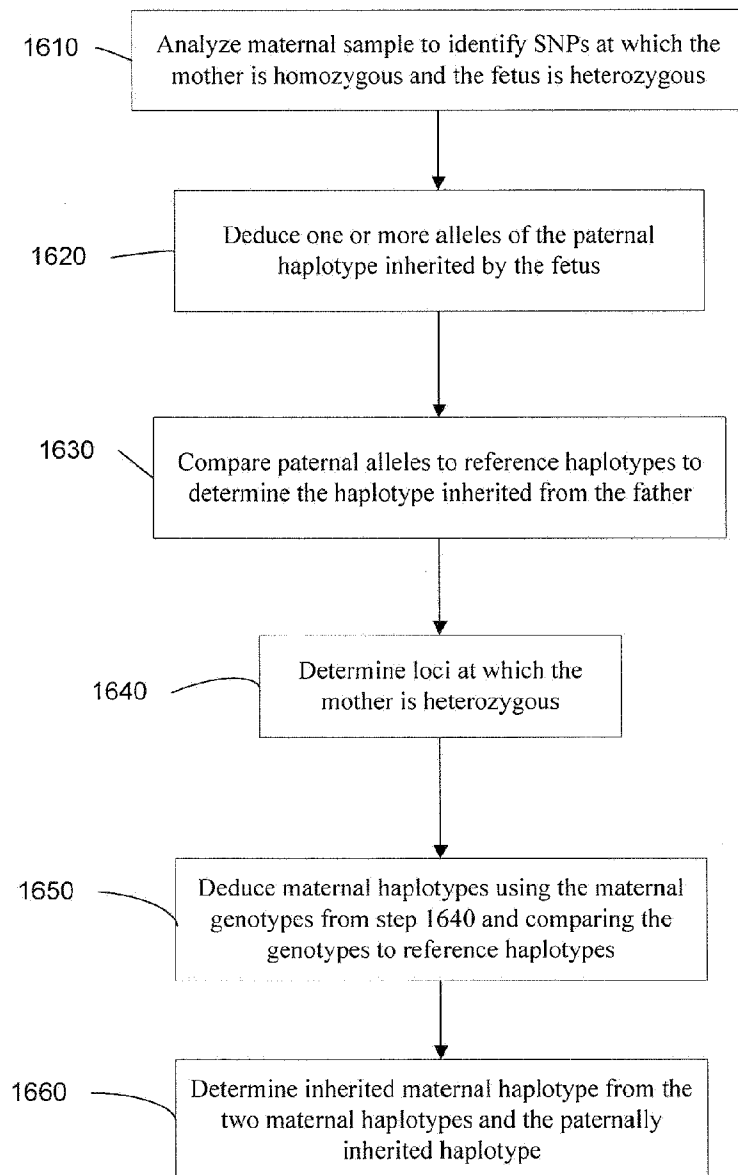 1610
Analyze maternal sample to identify SNPs at which the
mother is homozygous and the fetus is heterozygous
1620
Deduce one or more alleles of the paternal
haplotype inherited by the fetus
1630
Compare paternal alleles to reference haplotypes to
determine the haplotype inherited from the father
1640
Determine loci at which the
mother is heterozygous
1650
Deduce maternal haplotypes using the maternal
genotypes from step 1640 and comparing the
genotypes to reference haplotypes
1660
Determine inherited maternal haplotype from the
two maternal haplotypes and the paternally
inherited haplotype